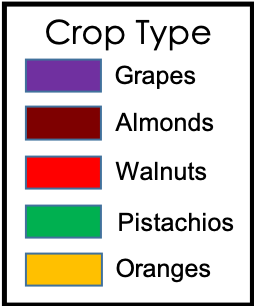 Crop Type
Grapes
Almonds
Walnuts
Pistachios
Oranges